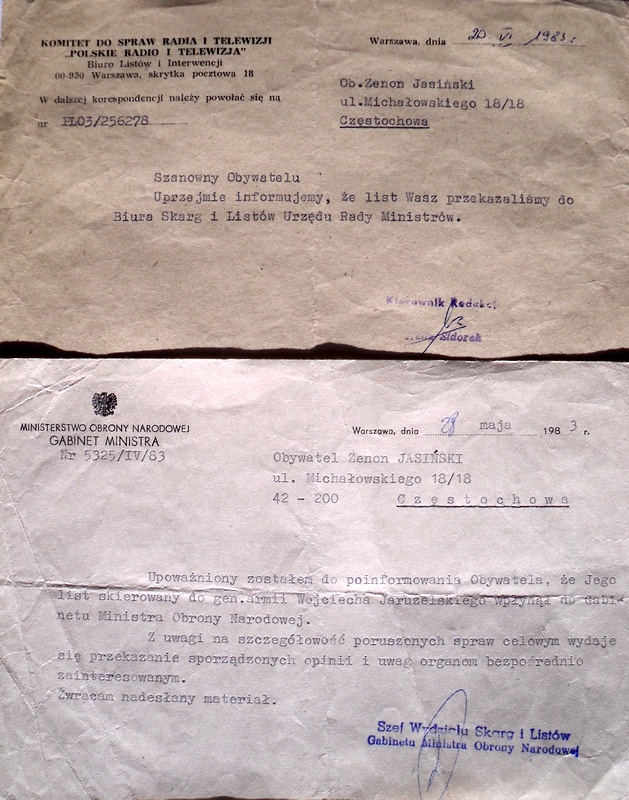 KOMITET DO SPRAW RADIA I TELEWIZJI
„POLSKIE RADIO I TELEWIZJA"
Biuro Listów i Interwencji
00-950 Warszawa, skrytka pocztowa 18
W dalszej korespondencji należy powołać się na
nr PL03/256278
Warszawa, dnia 20 VI 1983 r.
Ob.Zenon Jasiński
ul.Michałowskiego 18/18
Częstochowa
Szanowny Obywatelu
Uprzejmie informujemy, że list Wasz przekazaliśmy do
Biura Skarg i Listów Urzędu Rady Ministrów.
Kierownik Redakcji
Sidorek
MINISTERSTWO OBRONY NARODOWEJ
GABINET MINISTRA
Nr 5325/IV/83
Warszawa, dnia 28 maja 1983 r.
Obywatel Zenon JASIŃSKI
ul. Michałowskiego 18/18
42 - 200 Częstochowa
Upoważniony zostałem do poinformowania Obywatela, że Jego
list skierowany do gen.armii Wojciecha Jaruzelskiego wpłynął do Gabi-
netu Ministra Obrony Narodowej.
Z uwagi na szczegółowość poruszonych spraw celowym wydaje
się przekazanie sporządzonych opinii i uwag organom bezpośrednio
zainteresowanym.
Zwracam nadesłany materiał.
Szef Wydziału Skarg i Listów
Gabinetu Ministra Obrony Narodowej